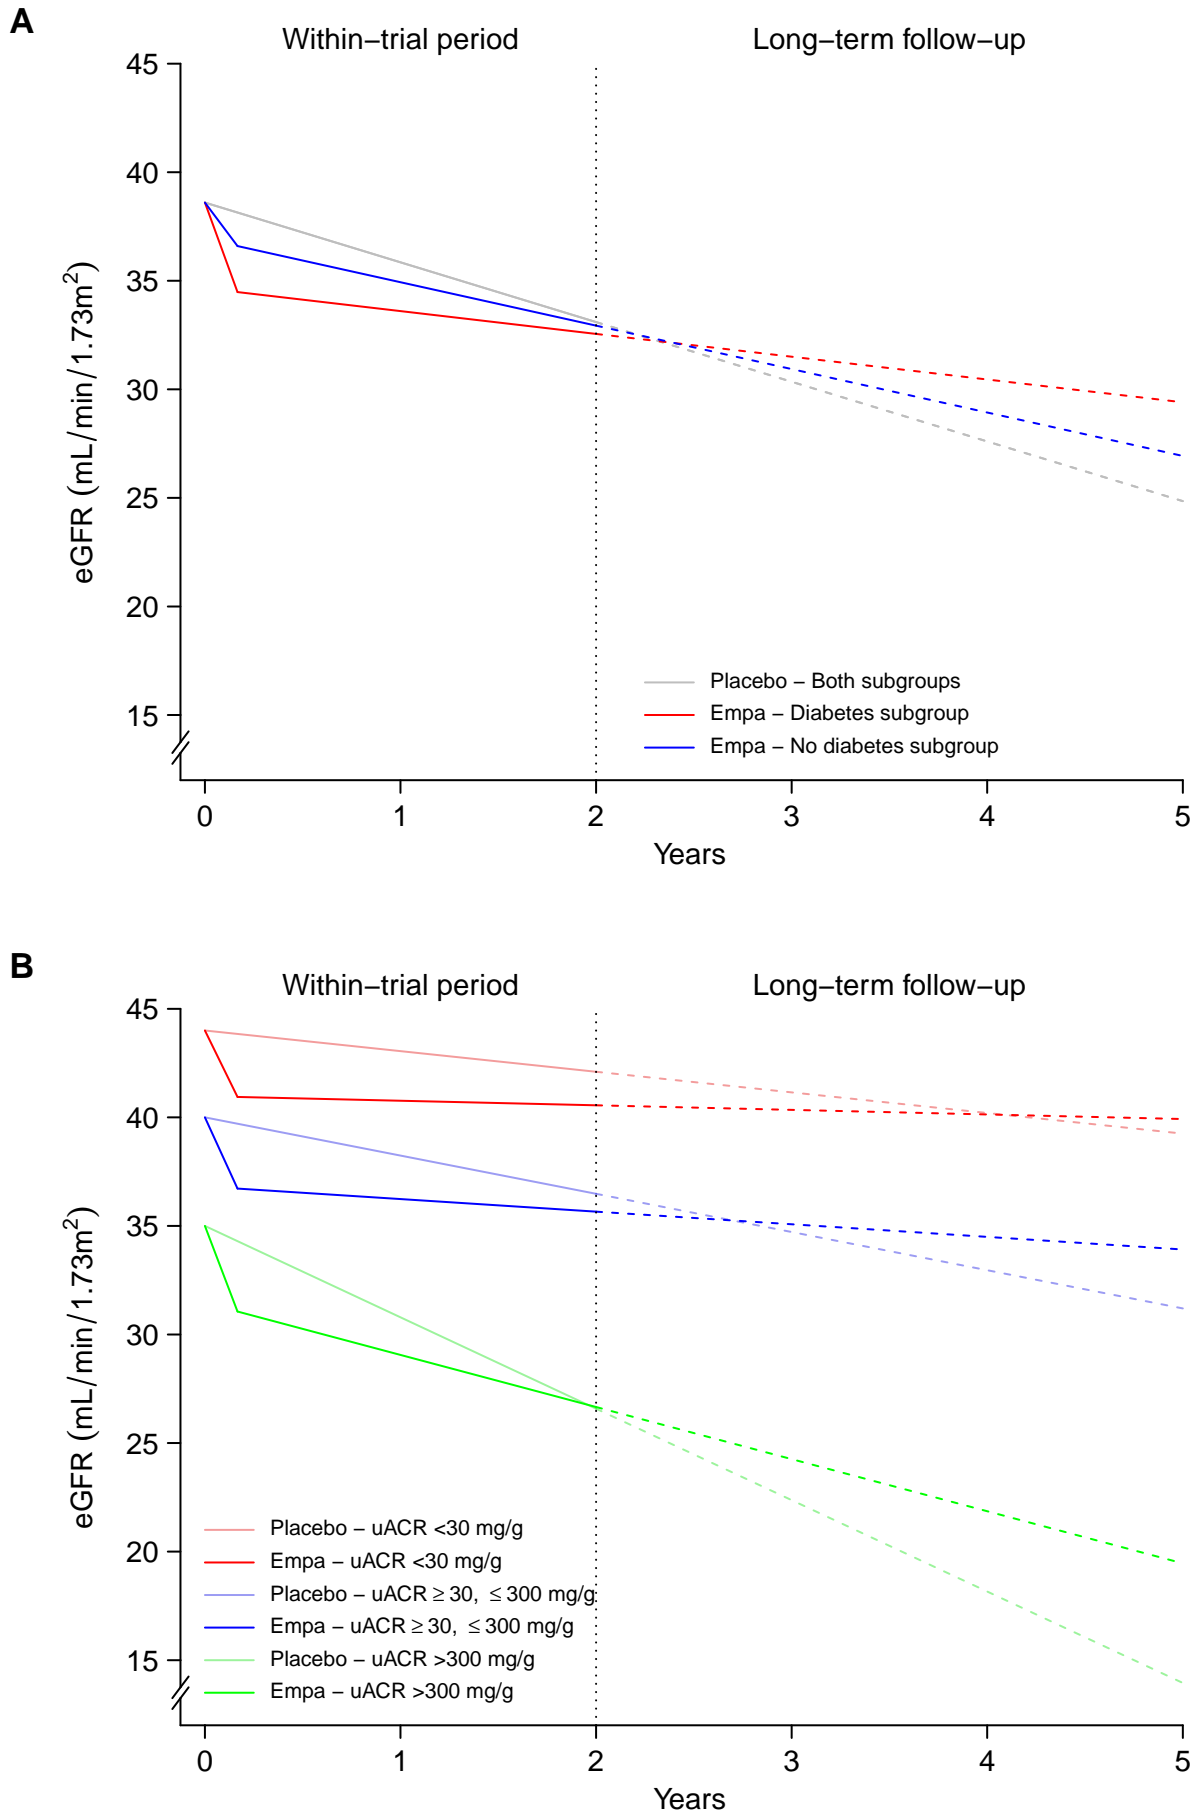 A
Within−trial period
Long−term follow−up
45
40
35
30
25
20
15
eGFR (mL/min/1.73m²)
Placebo − Both subgroups
Empa − Diabetes subgroup
Empa − No diabetes subgroup
0 1 2 3 4 5
Years
B
Within−trial period
Long−term follow−up
45
40
35
30
25
20
15
eGFR (mL/min/1.73m²)
Placebo − uACR <30 mg/g
Empa − uACR <30 mg/g
Placebo − uACR ≥ 30, ≤ 300 mg/g
Empa − uACR ≥ 30, ≤ 300 mg/g
Placebo − uACR >300 mg/g
Empa − uACR >300 mg/g
0 1 2 3 4 5
Years